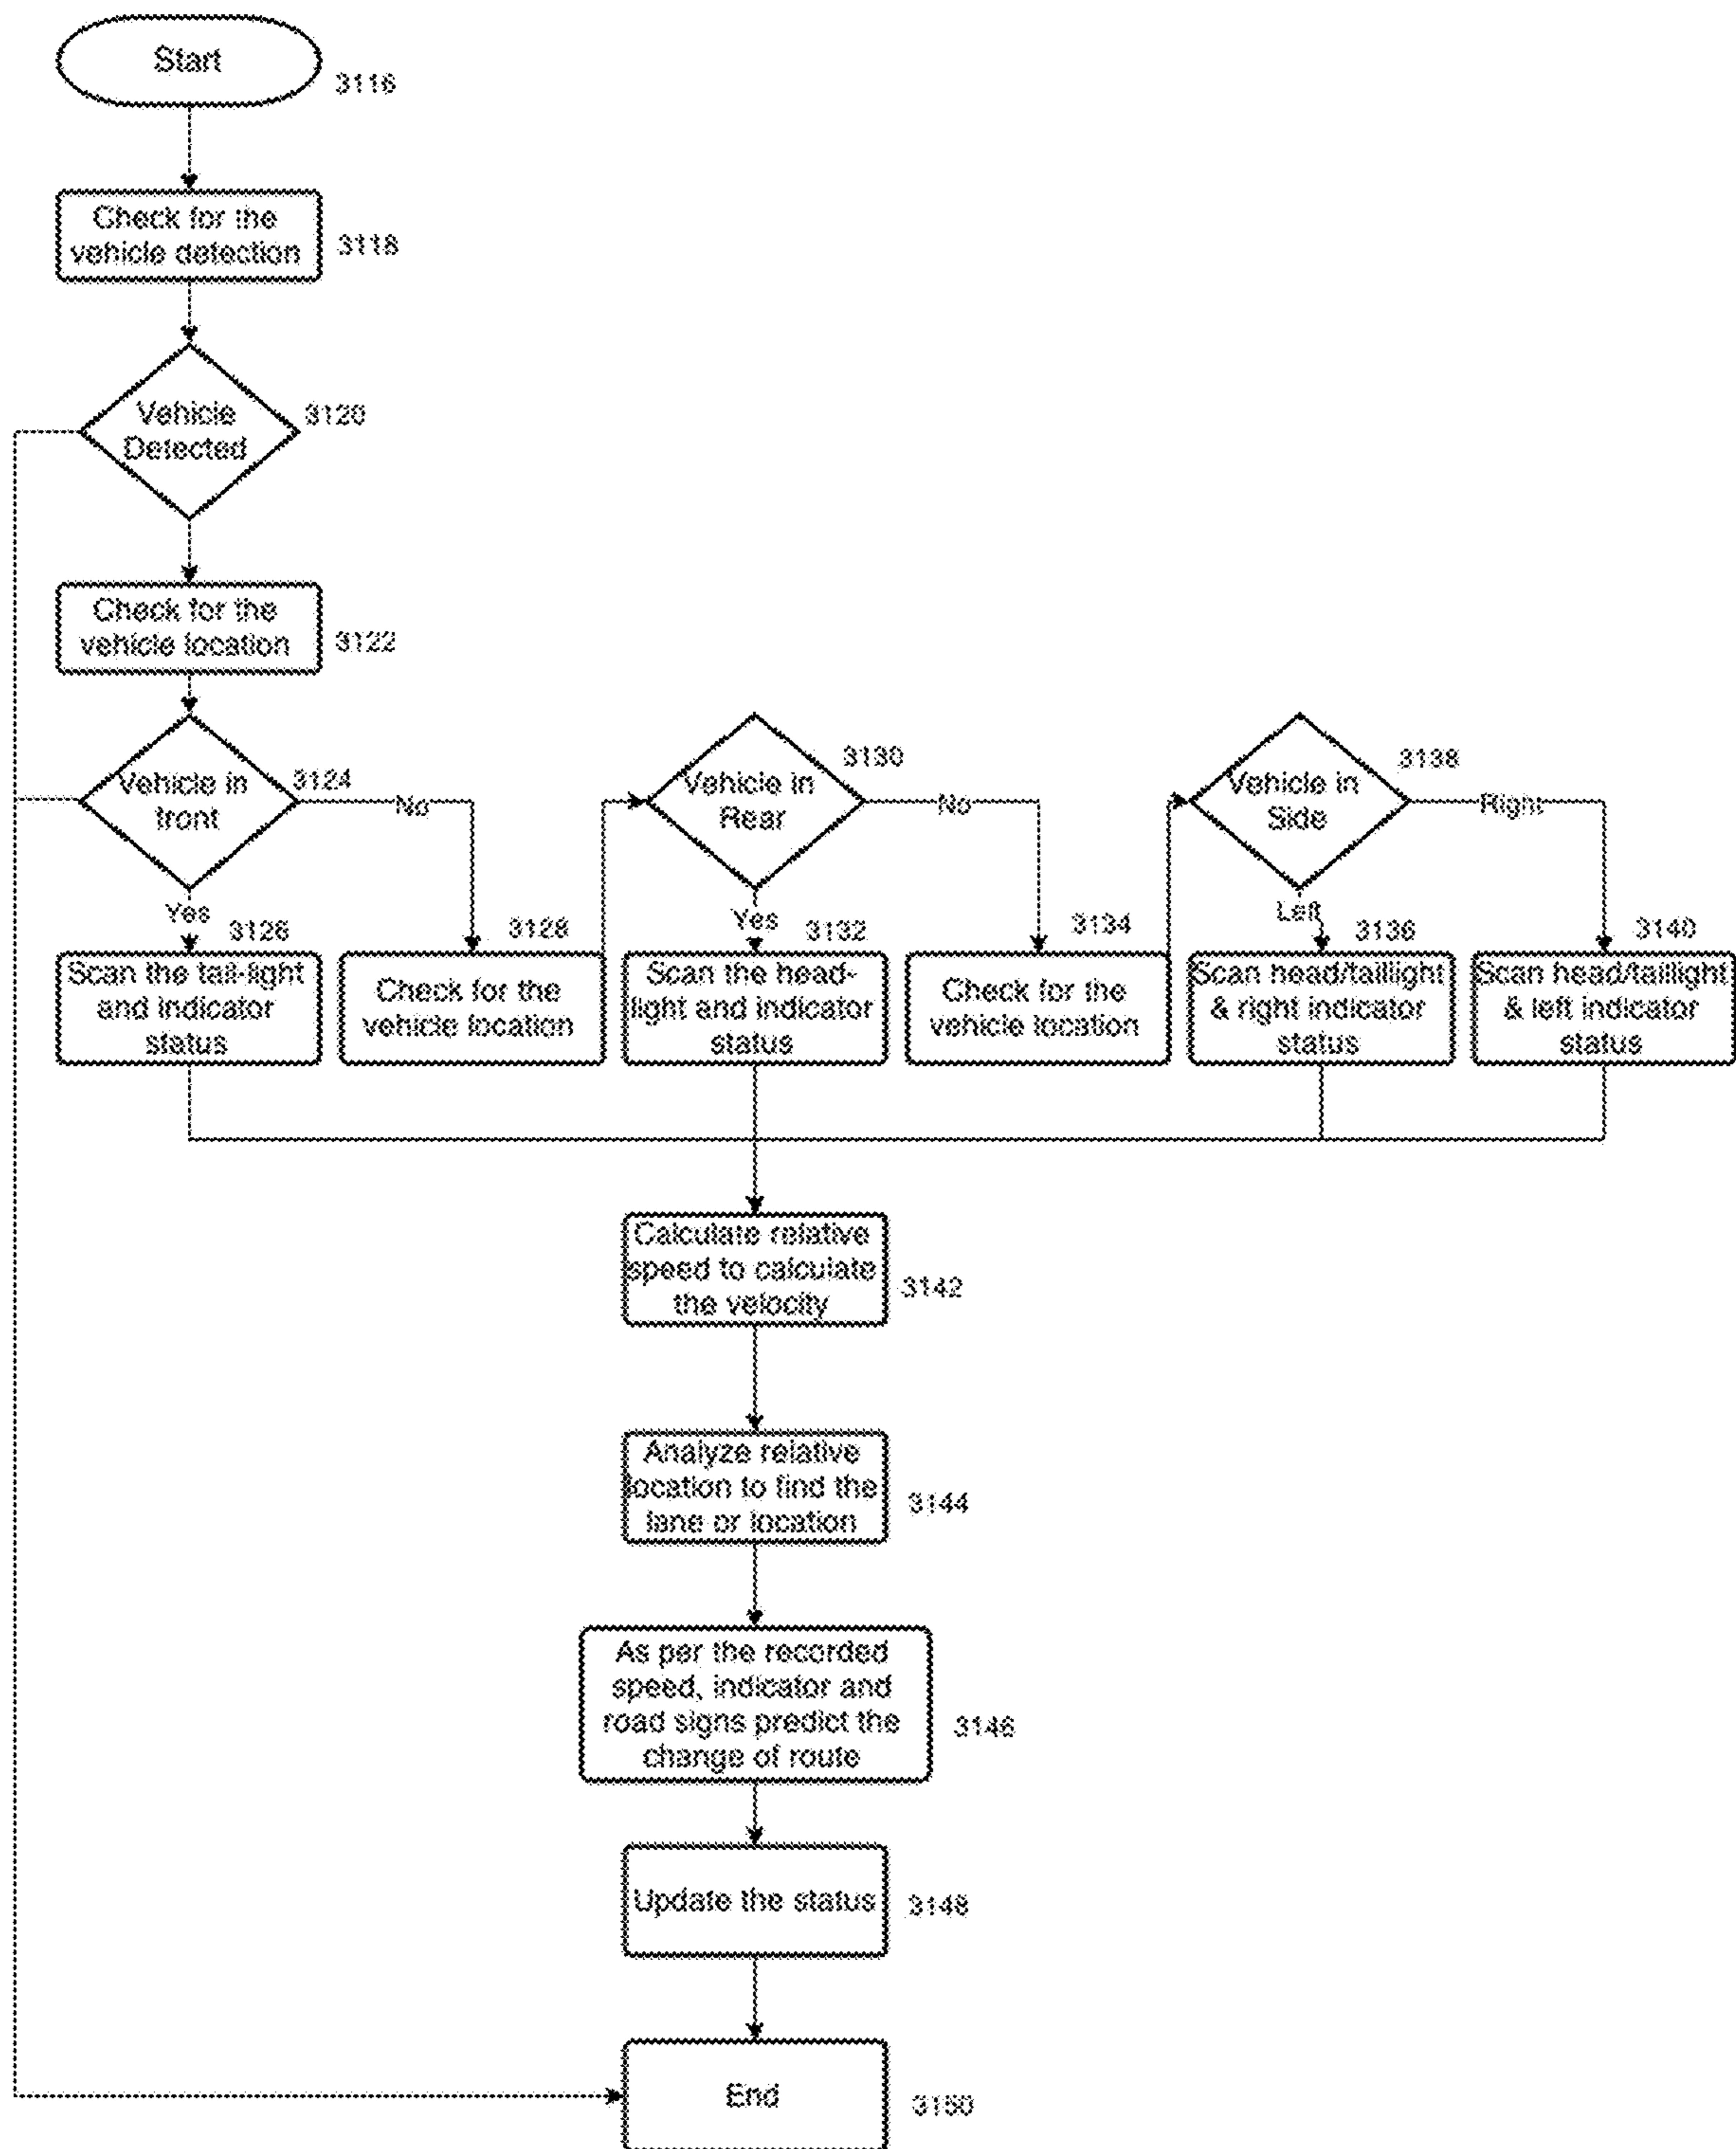 Start
3116
Check for the
vehicle detection
3118
Vehicle
Detected
3120
Check for the
vehicle location
3122
Vehicle in
front
3124
No
Yes
3126
Scan the tail-light
and indicator
status
3128
Check for the
vehicle location
Vehicle in
Rear
3130
No
Yes
3132
Scan the head-
light and indicator
status
3134
Check for the
vehicle location
Vehicle in
Side
3138
Right
Left
3136
Scan head/taillight
& right indicator
status
3140
Scan head/taillight
& left indicator
status
Calculate relative
speed to calculate
the velocity
3142
Analyze relative
location to find the
lane or location
3144
As per the recorded
speed, indicator and
road signs predict the
change of route
3146
Update the status
3148
End
3150